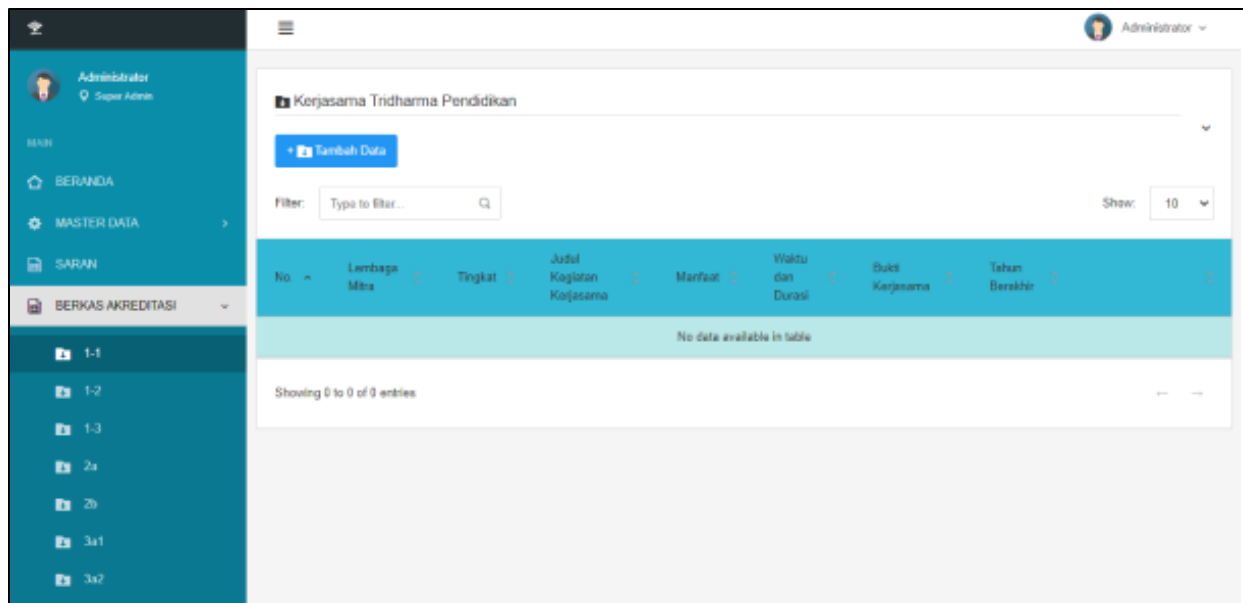 Administrator
Administrator
Super Admin
MAIN
BERANDA
MASTER DATA
SARAN
BERKAS AKREDITASI
1-1
1-2
1-3
2a
2b
3a1
3a2
Kerjasama Tridharma Pendidikan
+ Tambah Data
Filter: Type to filter...
Show: 10
No.
Lembaga
Mitra
Tingkat
Judul
Kegiatan
Kerjasama
Manfaat
Waktu
dan
Durasi
Bukti
Kerjasama
Tahun
Berakhir
No data available in table
Showing 0 to 0 of 0 entries